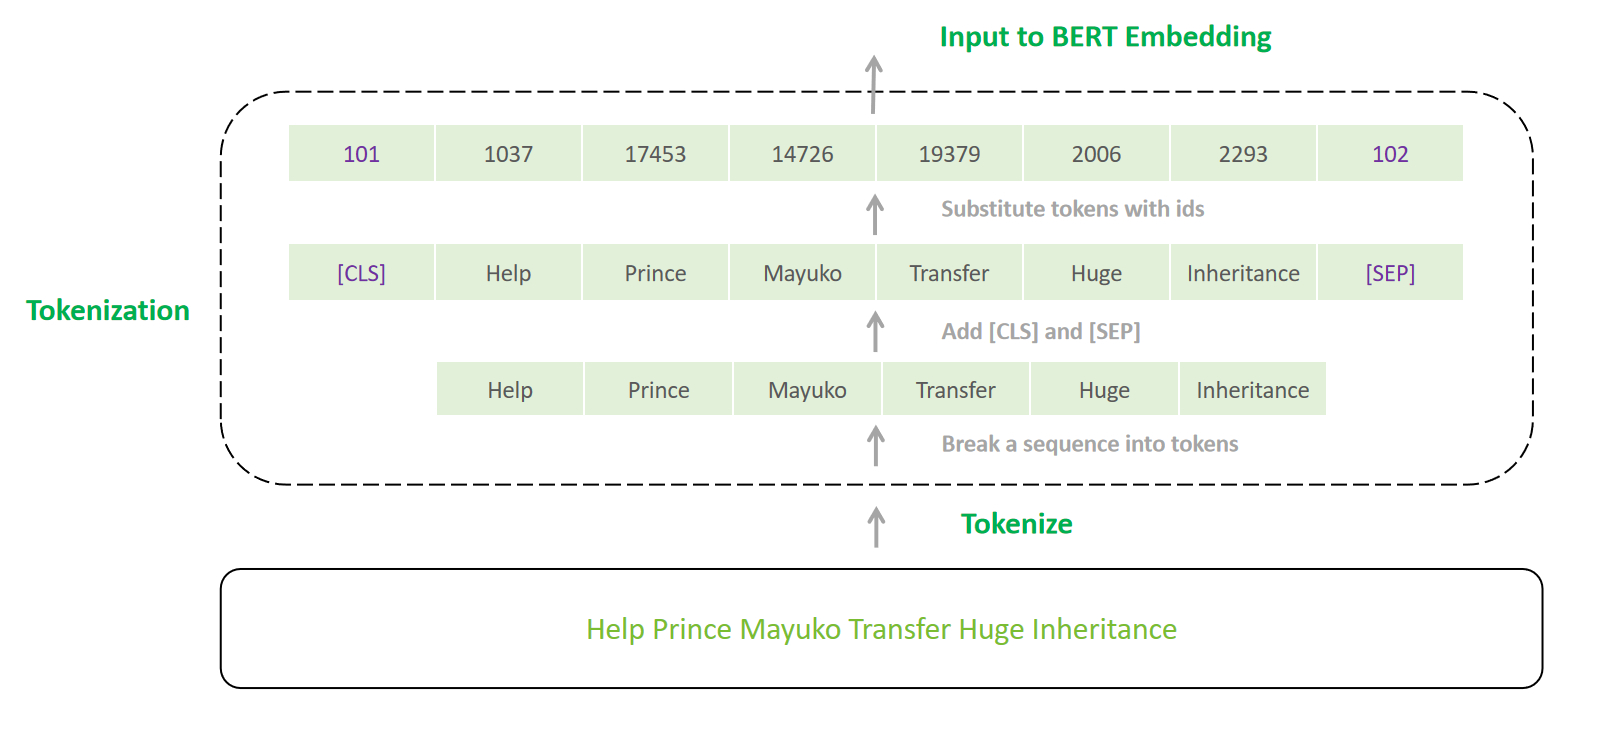 Input to BERT Embedding
101 1037 17453 14726 19379 2006 2293 102
Substitute tokens with ids
[CLS] Help Prince Mayuko Transfer Huge Inheritance [SEP]
Tokenization
Add [CLS] and [SEP]
Help Prince Mayuko Transfer Huge Inheritance
Break a sequence into tokens
Tokenize
Help Prince Mayuko Transfer Huge Inheritance